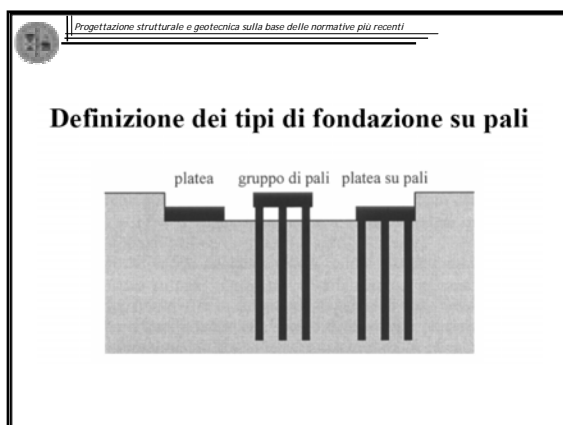 Progettazione strutturale e geotecnica sulla base delle normative più recenti
Definizione dei tipi di fondazione su pali
platea gruppo di pali platea su pali